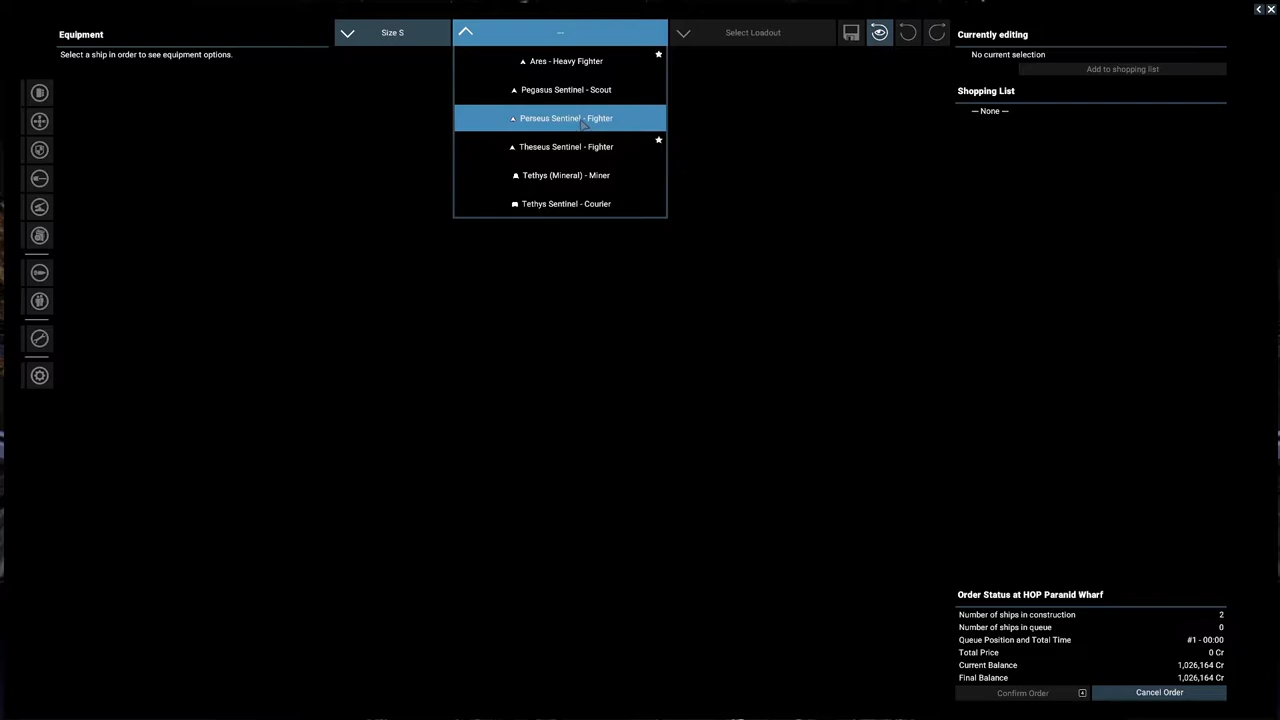 Equipment
Select a ship in order to see equipment options.
Size S
---
Select Loadout
Ares - Heavy Fighter
Pegasus Sentinel - Scout
Perseus Sentinel - Fighter
Theseus Sentinel - Fighter
Tethys (Mineral) - Miner
Tethys Sentinel - Courier
Currently editing
No current selection
Add to shopping list
Shopping List
— None —
Order Status at HOP Paranid Wharf
Number of ships in construction 2
Number of ships in queue 0
Queue Position and Total Time #1 - 00:00
Total Price 0 Cr
Current Balance 1,026,164 Cr
Final Balance 1,026,164 Cr
Confirm Order
Cancel Order